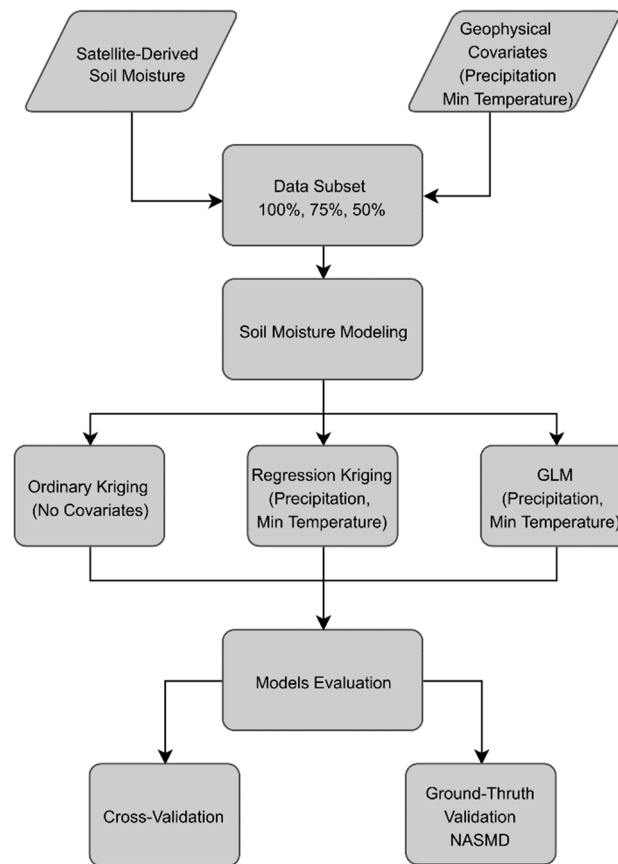 Satellite-Derived
Soil Moisture
Geophysical
Covariates
(Precipitation
Min Temperature)
Data Subset
100%, 75%, 50%
Soil Moisture Modeling
Ordinary Kriging
(No Covariates)
Regression Kriging
(Precipitation,
Min Temperature)
GLM
(Precipitation,
Min Temperature)
Models Evaluation
Cross-Validation
Ground-Thruth
Validation
NASMD